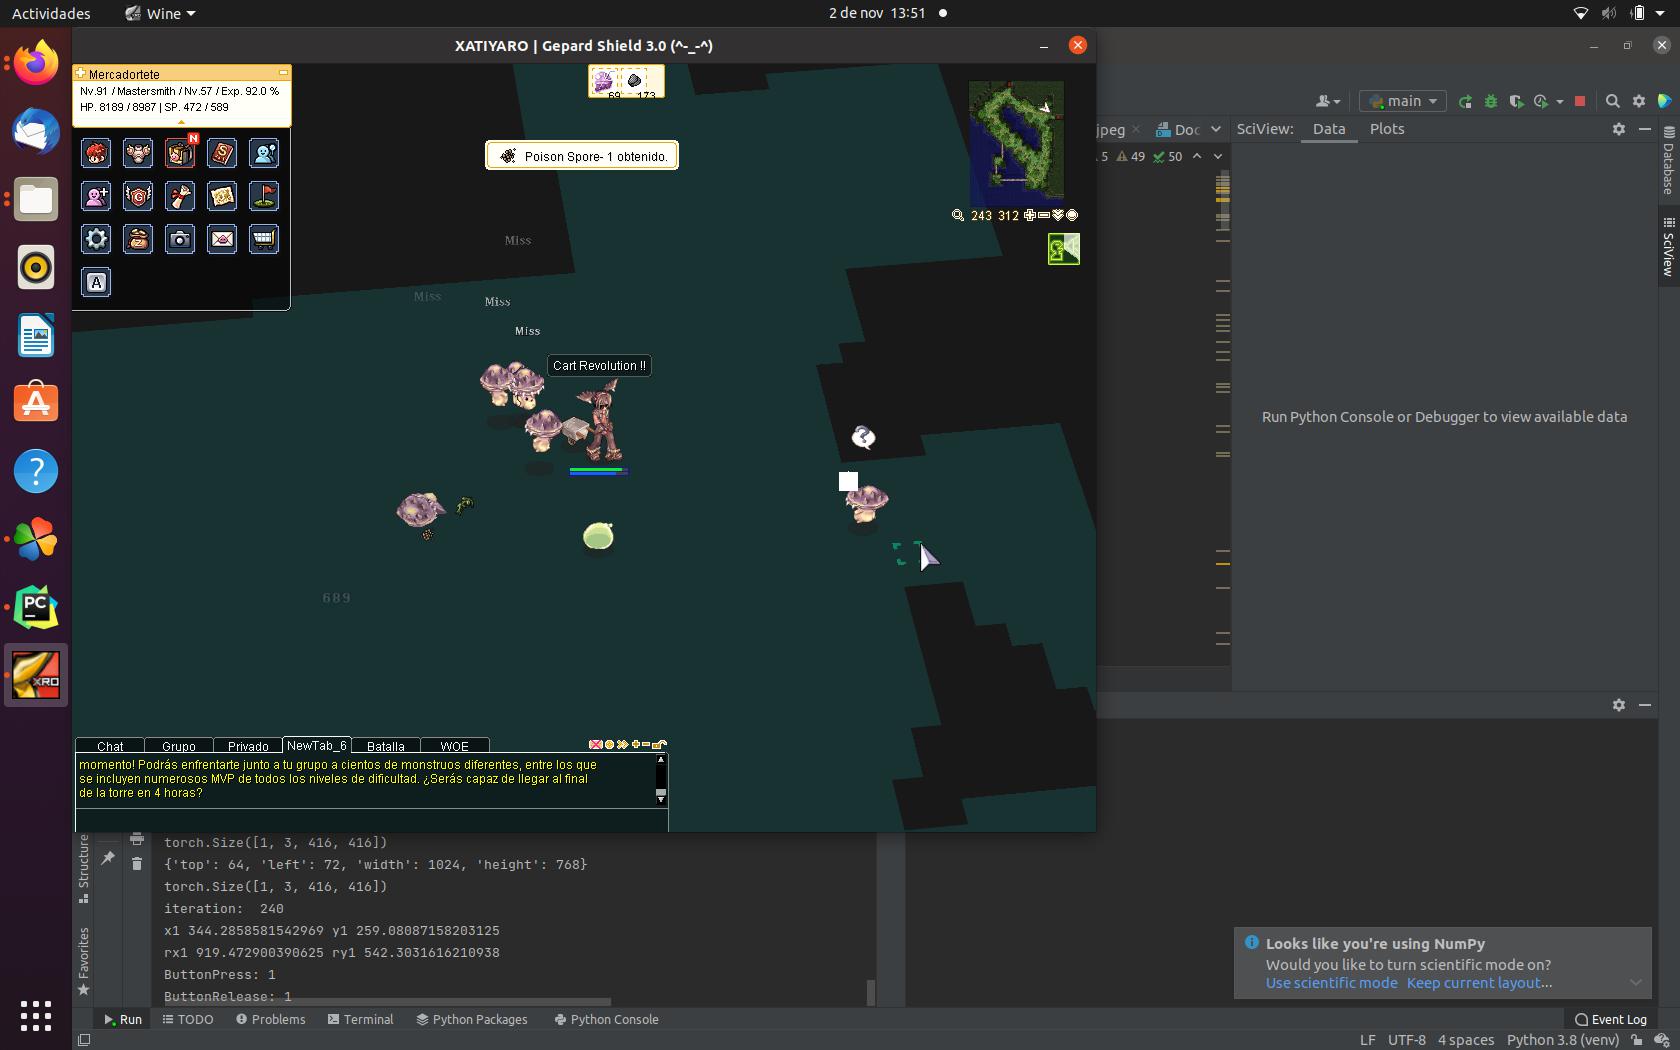 Actividades
Wine
2 de nov 13:51
XATIYARO | Gepard Shield 3.0 (^-_-^)
Mercadortete
Nv.91 / Mastersmith / Nv.57 / Exp. 92.0 %
HP. 8189 / 8987 | SP. 472 / 589
N
S
G
A
69
173
Poison Spore- 1 obtenido.
243 312
Miss
Miss
Miss
Miss
Cart Revolution !!
?
689
Chat
Grupo
Privado
NewTab_6
Batalla
WOE
momento! Podrás enfrentarte junto a tu grupo a cientos de monstruos diferentes, entre los que
se incluyen numerosos MVP de todos los niveles de dificultad. ¿Serás capaz de llegar al final
de la torre en 4 horas?
main
jpeg
Doc
SciView:
Data
Plots
5
49
50
Database
SciView
Run Python Console or Debugger to view available data
PC
XRO
Structure
Favorites
torch.Size([1, 3, 416, 416])
{'top': 64, 'left': 72, 'width': 1024, 'height': 768}
torch.Size([1, 3, 416, 416])
iteration:  240
x1 344.2858581542969 y1 259.08087158203125
rx1 919.472900390625 ry1 542.3031616210938
ButtonPress: 1
ButtonRelease: 1
Looks like you're using NumPy
Would you like to turn scientific mode on?
Use scientific mode
Keep current layout...
Run
TODO
Problems
Terminal
Python Packages
Python Console
Event Log
LF
UTF-8
4 spaces
Python 3.8 (venv)